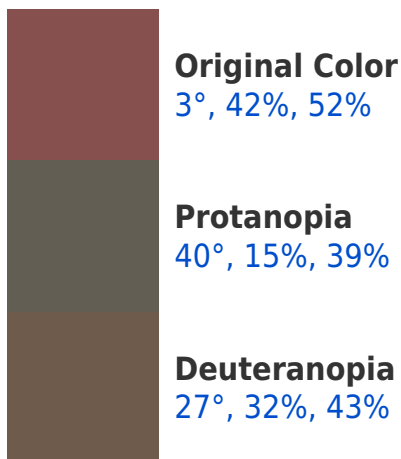 Original Color
3°, 42%, 52%
Protanopia
40°, 15%, 39%
Deuteranopia
27°, 32%, 43%